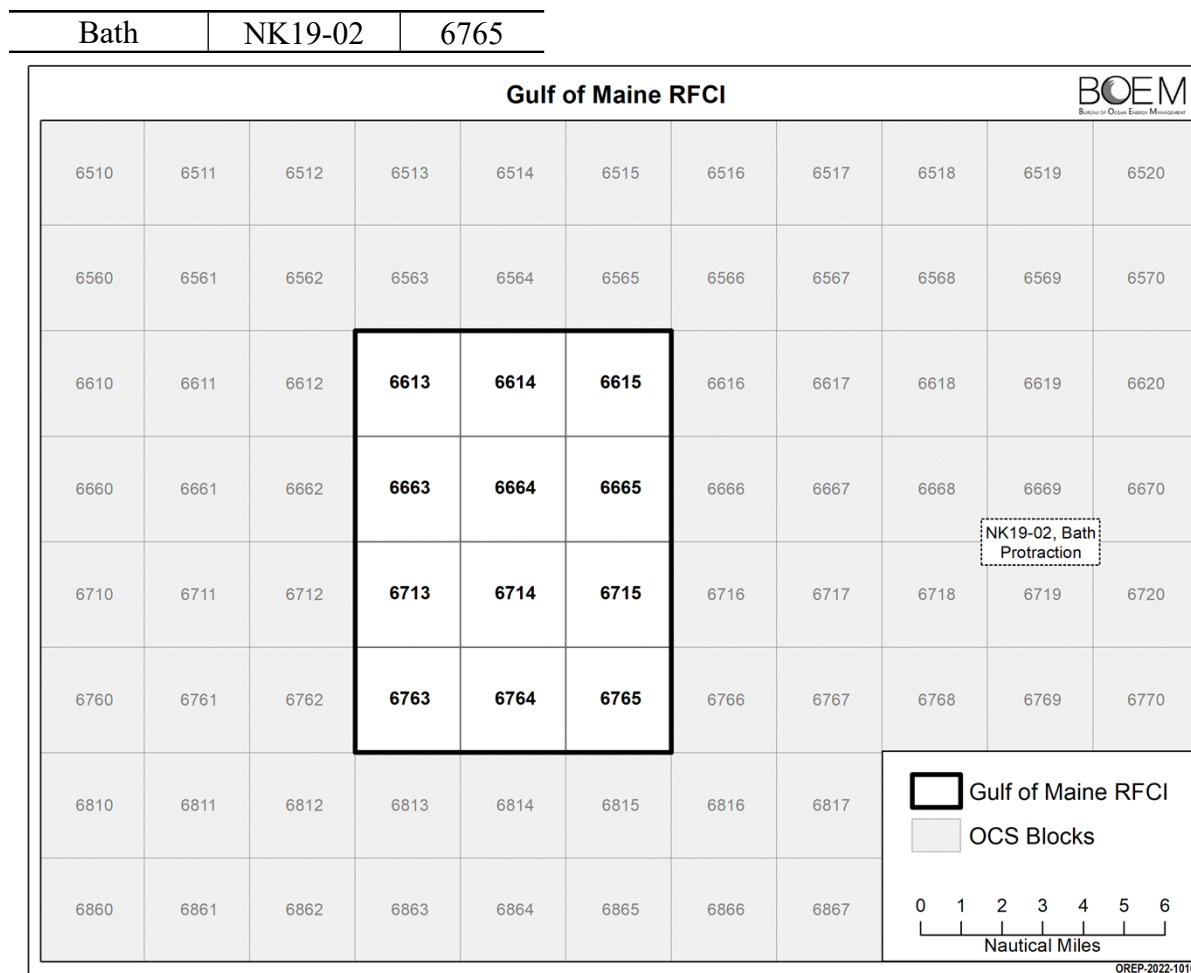 Bath NK19-02 6765
Gulf of Maine RFCI
BOEM
Bureau of Ocean Energy Management
6510 6511 6512 6513 6514 6515 6516 6517 6518 6519 6520
6560 6561 6562 6563 6564 6565 6566 6567 6568 6569 6570
6610 6611 6612 6613 6614 6615 6616 6617 6618 6619 6620
6660 6661 6662 6663 6664 6665 6666 6667 6668 6669 6670
NK19-02, Bath
Protraction
6710 6711 6712 6713 6714 6715 6716 6717 6718 6719 6720
6760 6761 6762 6763 6764 6765 6766 6767 6768 6769 6770
6810 6811 6812 6813 6814 6815 6816 6817
6860 6861 6862 6863 6864 6865 6866 6867
Gulf of Maine RFCI
OCS Blocks
0 1 2 3 4 5 6
Nautical Miles